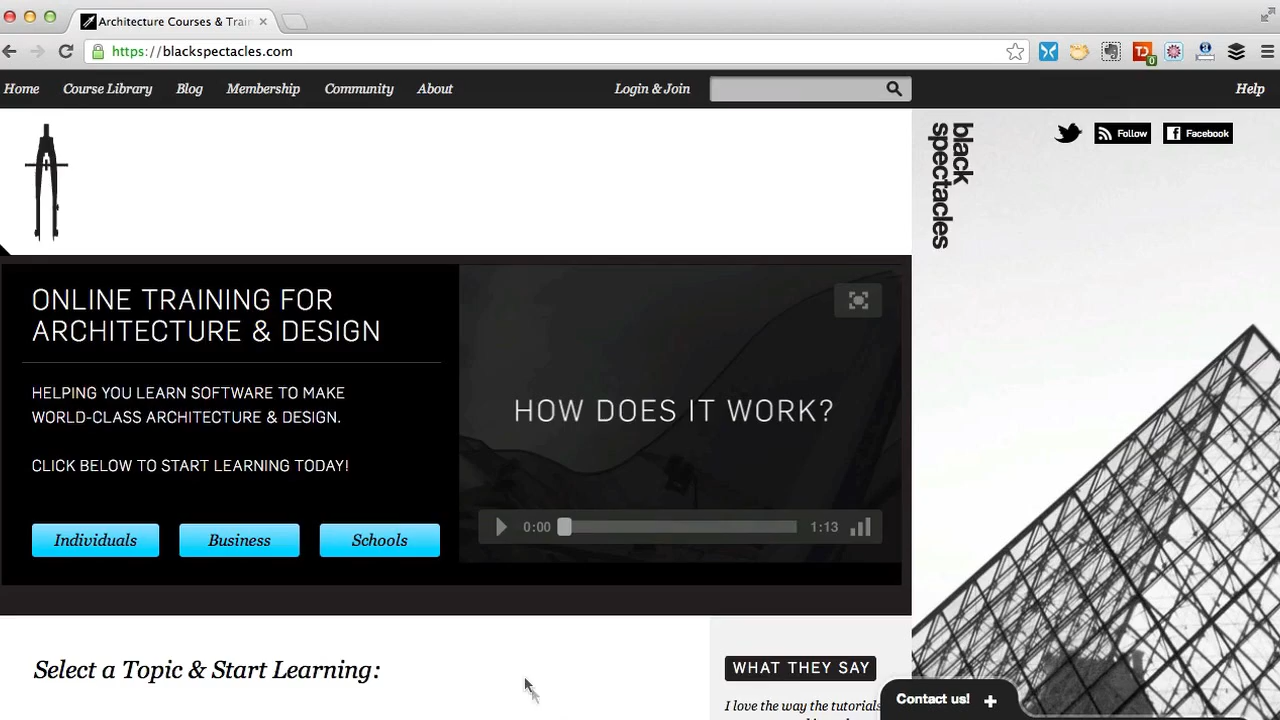 Architecture Courses & Train
https://blackspectacles.com
TD
0
Home
Course Library
Blog
Membership
Community
About
Login & Join
Help
black
spectacles
Follow
Facebook
ONLINE TRAINING FOR
ARCHITECTURE & DESIGN
HELPING YOU LEARN SOFTWARE TO MAKE
WORLD-CLASS ARCHITECTURE & DESIGN.
CLICK BELOW TO START LEARNING TODAY!
Individuals
Business
Schools
HOW DOES IT WORK?
0:00
1:13
Select a Topic & Start Learning:
WHAT THEY SAY
I love the way the tutorials
Contact us!